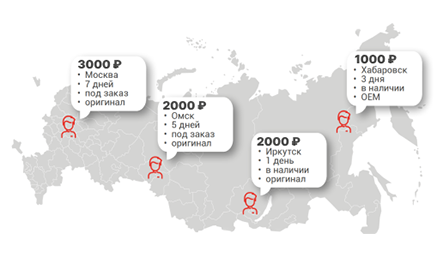 3000 ₽
• Москва
• 7 дней
• под заказ
• оригинал
2000 ₽
• Омск
• 5 дней
• под заказ
• оригинал
2000 ₽
• Иркутск
• 1 день
• в наличии
• оригинал
1000 ₽
• Хабаровск
• 3 дня
• в наличии
• ОЕМ